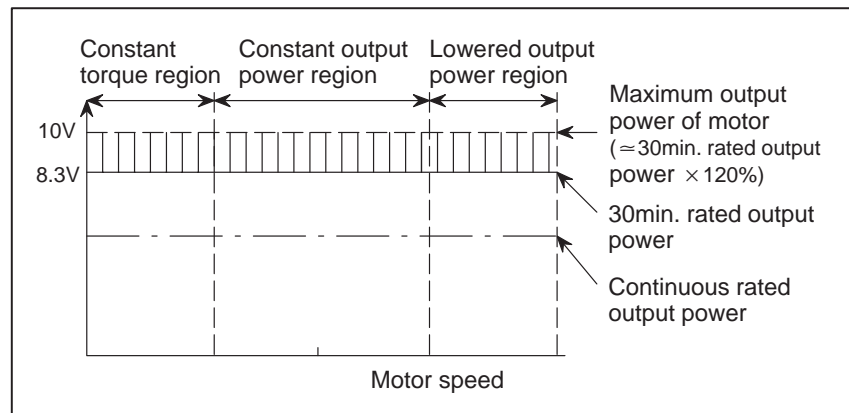 Constant
torque region
Constant output
power region
Lowered output
power region
10V
8.3V
Maximum output
power of motor
(≃30min. rated output
power ×120%)
30min. rated output
power
Continuous rated
output power
Motor speed